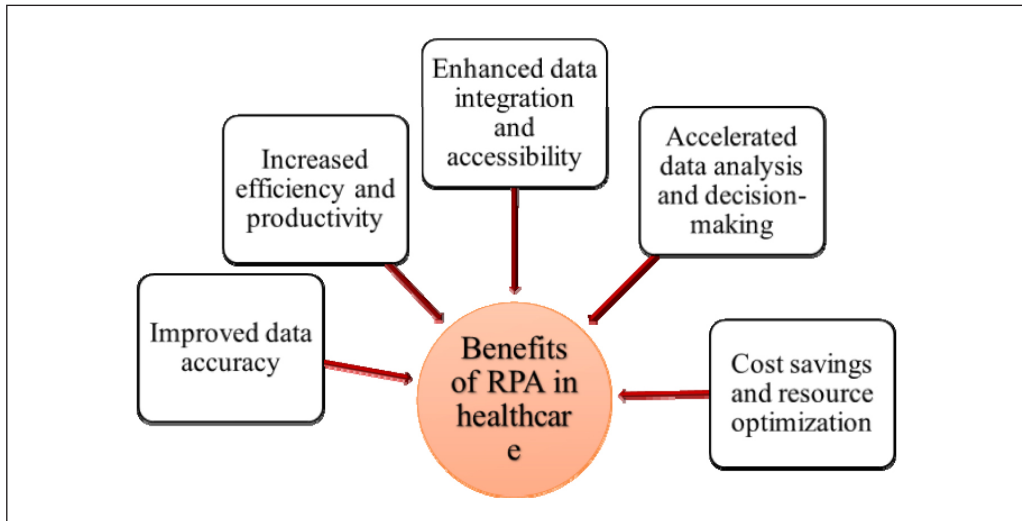 Improved data
accuracy
Increased
efficiency and
productivity
Enhanced data
integration
and
accessibility
Accelerated
data analysis
and decision-
making
Cost savings
and resource
optimization
Benefits
of RPA in
healthcar
e